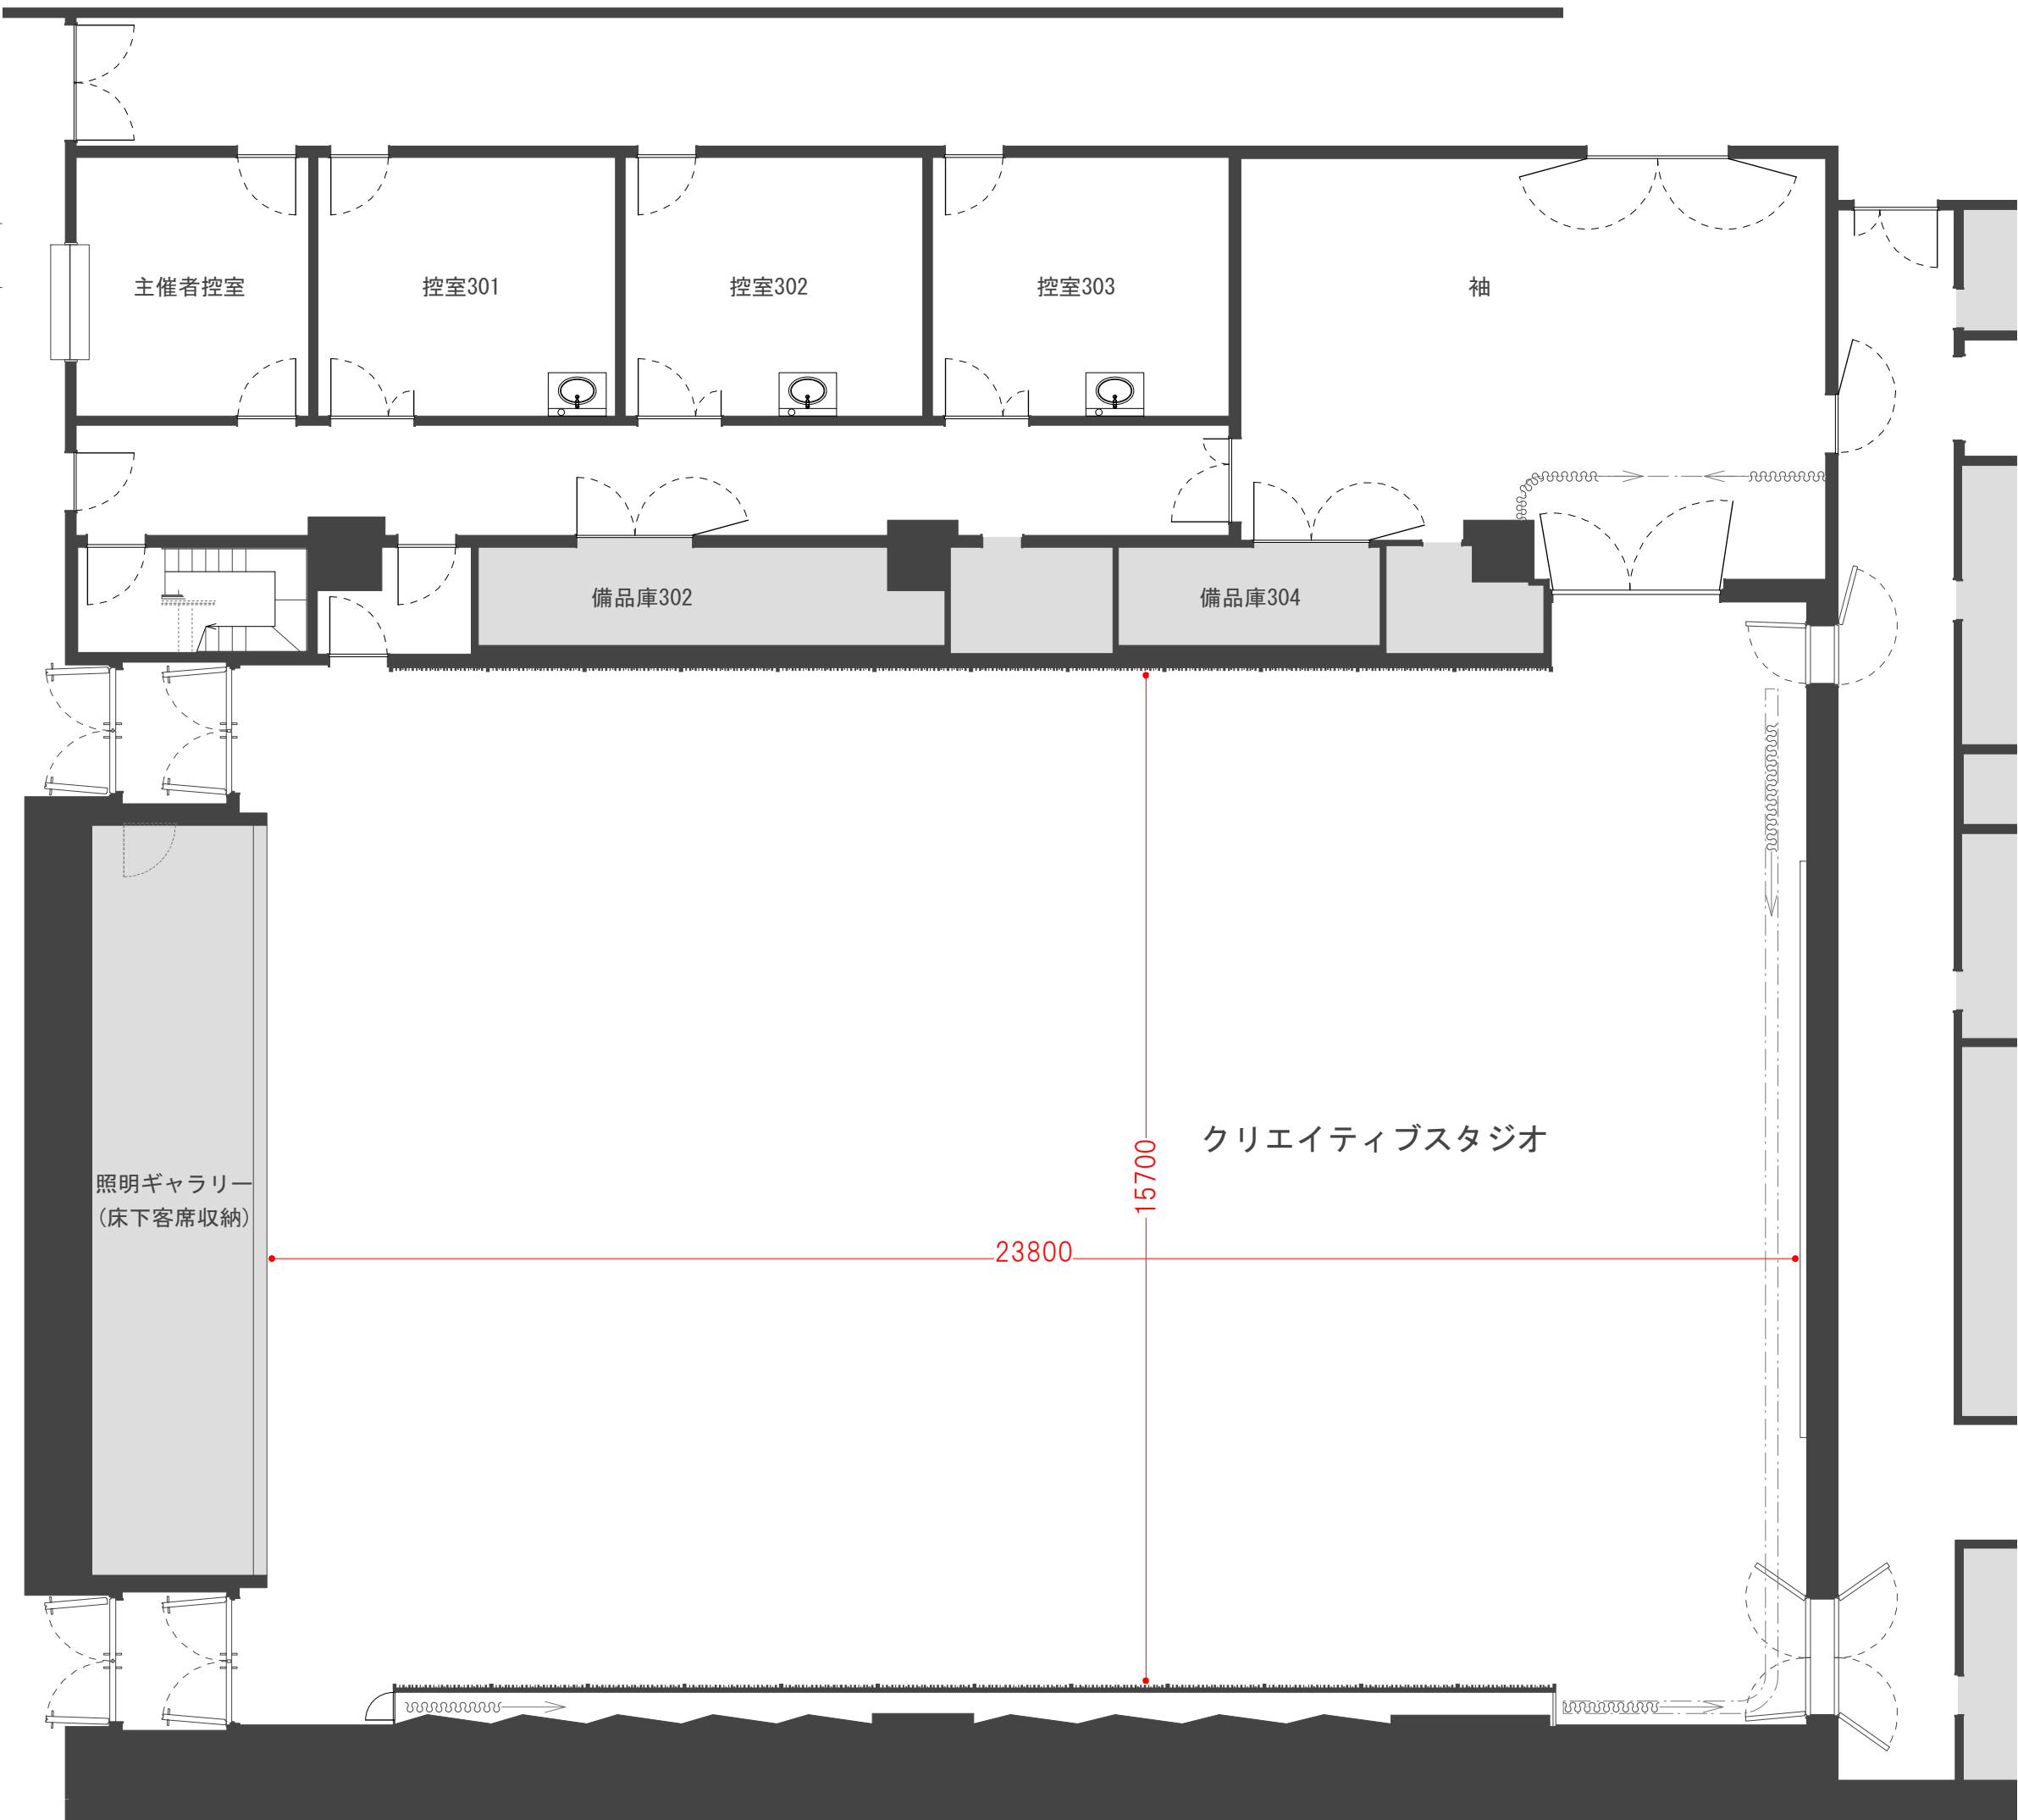 主催者控室
控室301
控室302
控室303
袖
備品庫302
備品庫304
クリエイティブスタジオ
15700
照明ギャラリー
(床下客席収納)
23800